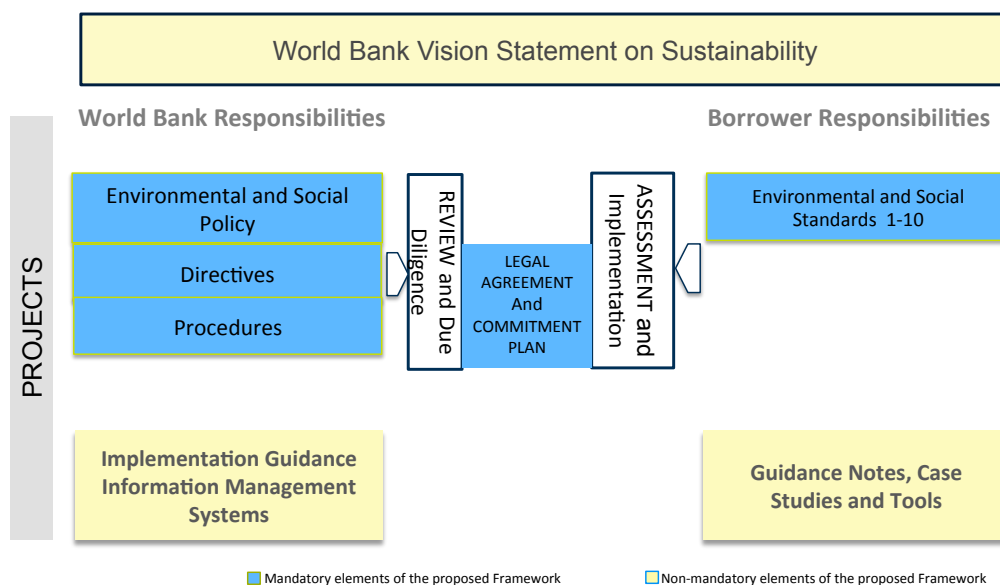 World Bank Vision Statement on Sustainability
World Bank Responsibilities
Borrower Responsibilities
PROJECTS
Environmental and Social
Policy
Directives
Procedures
REVIEW and Due
Diligence
LEGAL
AGREEMENT
And
COMMITMENT
PLAN
ASSESSMENT and
Implementation
Environmental and Social
Standards 1-10
Implementation Guidance
Information Management
Systems
Guidance Notes, Case
Studies and Tools
Mandatory elements of the proposed Framework
Non-mandatory elements of the proposed Framework